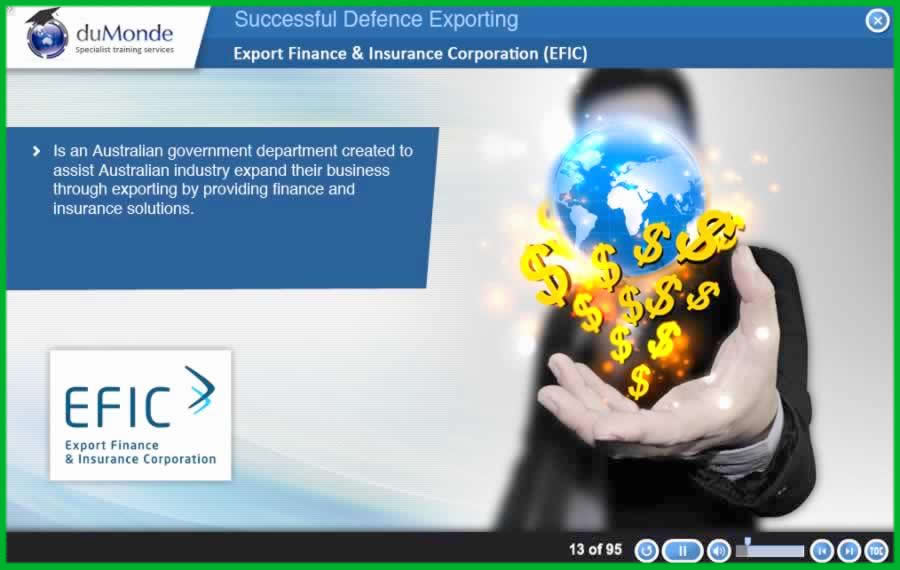 duMonde
Specialist training services
Successful Defence Exporting
Export Finance & Insurance Corporation (EFIC)
Is an Australian government department created to
assist Australian industry expand their business
through exporting by providing finance and
insurance solutions.
EFIC
Export Finance
& Insurance Corporation
13 of 95
TOC